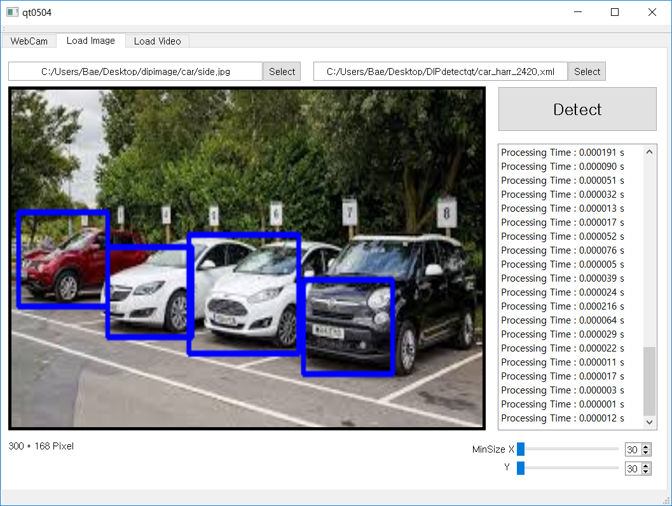 qt0504
WebCam Load Image Load Video
C:/Users/Bae/Desktop/dipimage/car/side.jpg Select C:/Users/Bae/Desktop/DIPdetectqt/car_harr_2420.xml Select
Detect
4 5 6 7 8
Processing Time : 0.000191 s
Processing Time : 0.000090 s
Processing Time : 0.000051 s
Processing Time : 0.000032 s
Processing Time : 0.000013 s
Processing Time : 0.000017 s
Processing Time : 0.000052 s
Processing Time : 0.000076 s
Processing Time : 0.000005 s
Processing Time : 0.000039 s
Processing Time : 0.000024 s
Processing Time : 0.000216 s
Processing Time : 0.000064 s
Processing Time : 0.000029 s
Processing Time : 0.000022 s
Processing Time : 0.000011 s
Processing Time : 0.000017 s
Processing Time : 0.000003 s
Processing Time : 0.000001 s
Processing Time : 0.000012 s
300 * 168 Pixel
MinSize X 30
Y 30